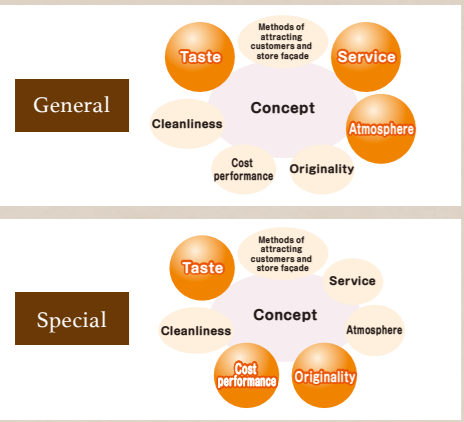 General
Methods of
attracting
customers and
store façade
Taste
Service
Concept
Cleanliness
Atmosphere
Cost
performance
Originality
Special
Methods of
attracting
customers and
store façade
Taste
Service
Concept
Cleanliness
Atmosphere
Cost
performance
Originality